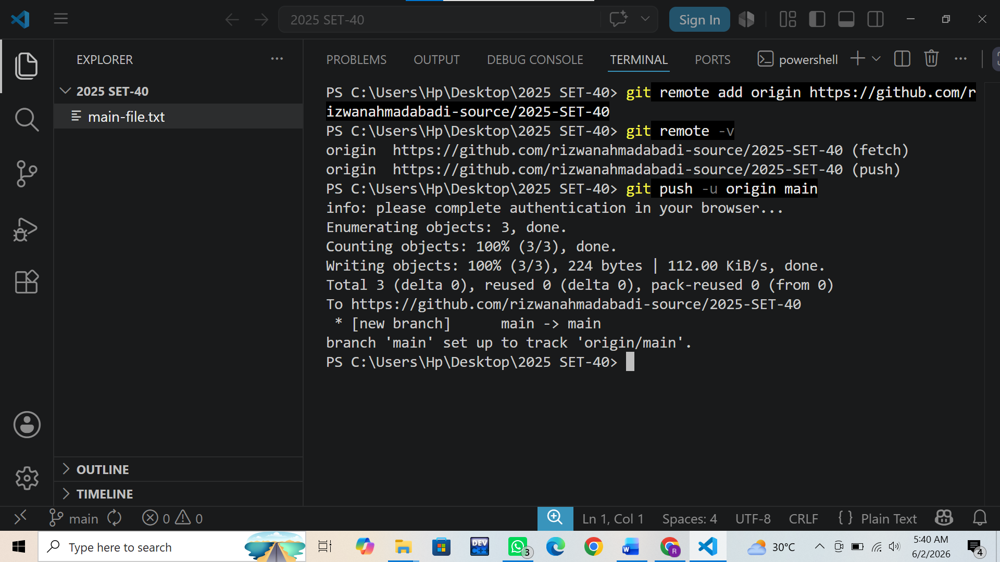 2025 SET-40
Sign In
EXPLORER
PROBLEMS OUTPUT DEBUG CONSOLE TERMINAL PORTS powershell
2025 SET-40
main-file.txt
PS C:\Users\Hp\Desktop\2025 SET-40> git remote add origin https://github.com/r
izwanahmadabadi-source/2025-SET-40
PS C:\Users\Hp\Desktop\2025 SET-40> git remote -v
origin  https://github.com/rizwanahmadabadi-source/2025-SET-40 (fetch)
origin  https://github.com/rizwanahmadabadi-source/2025-SET-40 (push)
PS C:\Users\Hp\Desktop\2025 SET-40> git push -u origin main
info: please complete authentication in your browser...
Enumerating objects: 3, done.
Counting objects: 100% (3/3), done.
Writing objects: 100% (3/3), 224 bytes | 112.00 KiB/s, done.
Total 3 (delta 0), reused 0 (delta 0), pack-reused 0 (from 0)
To https://github.com/rizwanahmadabadi-source/2025-SET-40
 * [new branch]      main -> main
branch 'main' set up to track 'origin/main'.
PS C:\Users\Hp\Desktop\2025 SET-40>
OUTLINE
TIMELINE
main 0 0 Ln 1, Col 1 Spaces: 4 UTF-8 CRLF {} Plain Text
Type here to search
DEV C++
3
W
R
30°C
5:40 AM
6/2/2026
4